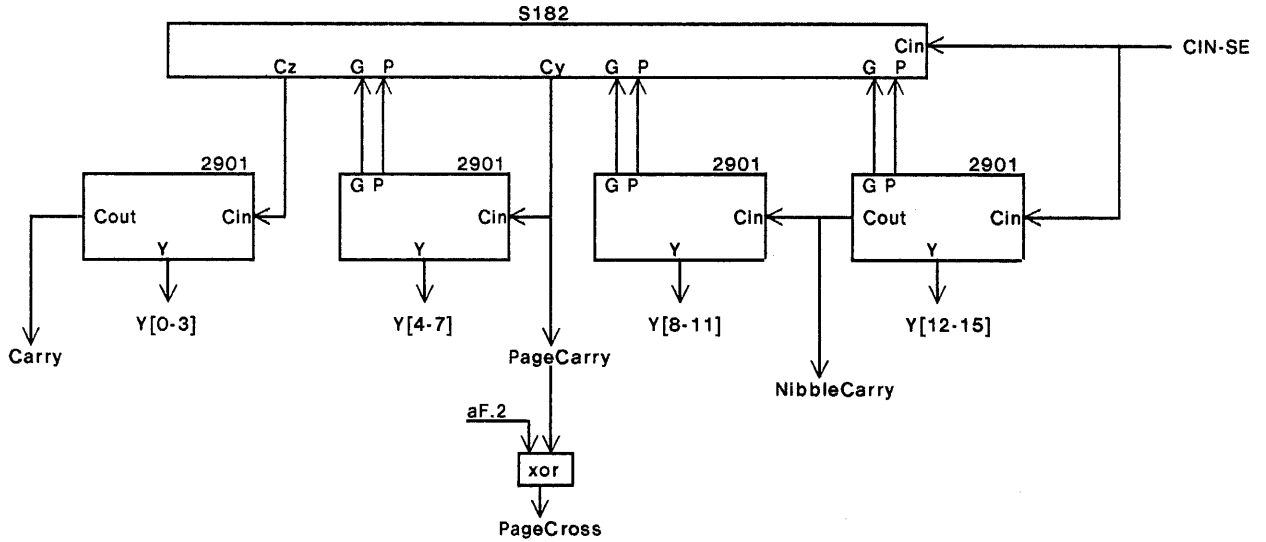 S182
Cin
CIN-SE
Cz
G P
Cy
G P
G P
2901
2901
2901
2901
G P
G P
G P
Cout
Cin
Cin
Cin
Cout
Cin
Y
Y
Y
Y
Y[0-3]
Y[4-7]
Y[8-11]
Y[12-15]
Carry
PageCarry
NibbleCarry
aF.2
xor
PageCross